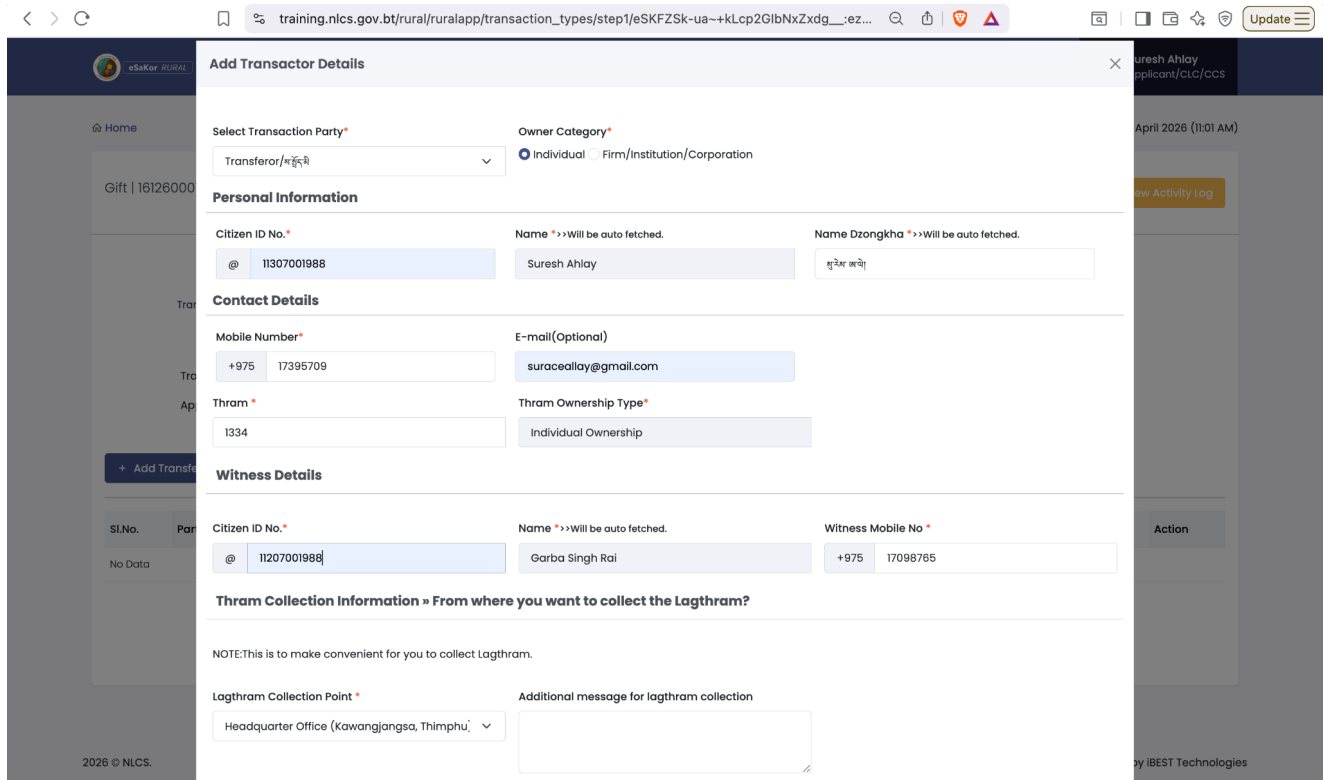 training.nlcs.gov.bt/rural/ruralapp/transaction_types/step1/eSKFZSk-ua~+kLcp2GIbNxZxdg__:ez...
Update
eSaKor RURAL
Add Transactor Details
uresh Ahlay
pplicant/CLC/CCS
Home
April 2026 (11:01 AM)
Select Transaction Party*
Owner Category*
Transferor/
Individual
Firm/Institution/Corporation
Gift | 16126000
ew Activity Log
Personal Information
Citizen ID No.*
Name *>>Will be auto fetched.
Name Dzongkha *>>Will be auto fetched.
@ 11307001988
Suresh Ahlay
སུ་རེས་ ཨ་ལེ།
Contact Details
Tran
Mobile Number*
E-mail(Optional)
+975 17395709
suraceallay@gmail.com
Tra
Ap
Thram *
Thram Ownership Type*
1334
Individual Ownership
+ Add Transfe
Witness Details
Sl.No.
Par
Action
Citizen ID No.*
Name *>>Will be auto fetched.
Witness Mobile No *
@ 11207001988
Garba Singh Rai
+975 17098765
No Data
Thram Collection Information » From where you want to collect the Lagthram?
NOTE:This is to make convenient for you to collect Lagthram.
Lagthram Collection Point *
Additional message for lagthram collection
Headquarter Office (Kawangjangsa, Thimphu)
2026 © NLCS.
by iBEST Technologies